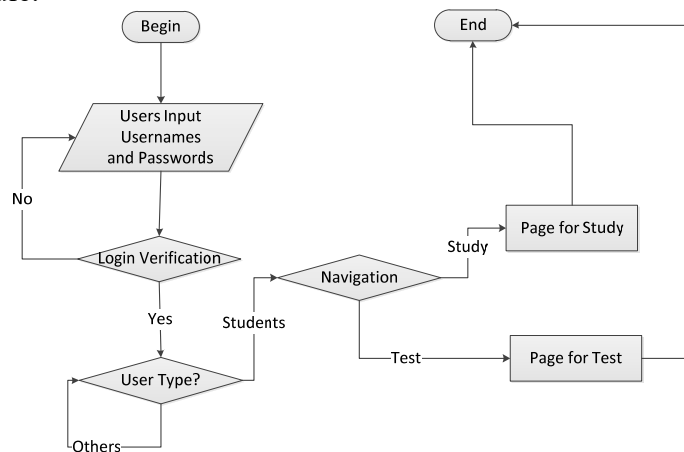 Begin
End
Users Input
Usernames
and Passwords
No
Login Verification
Page for Study
Study
Navigation
Yes
Students
User Type?
Test
Page for Test
Others